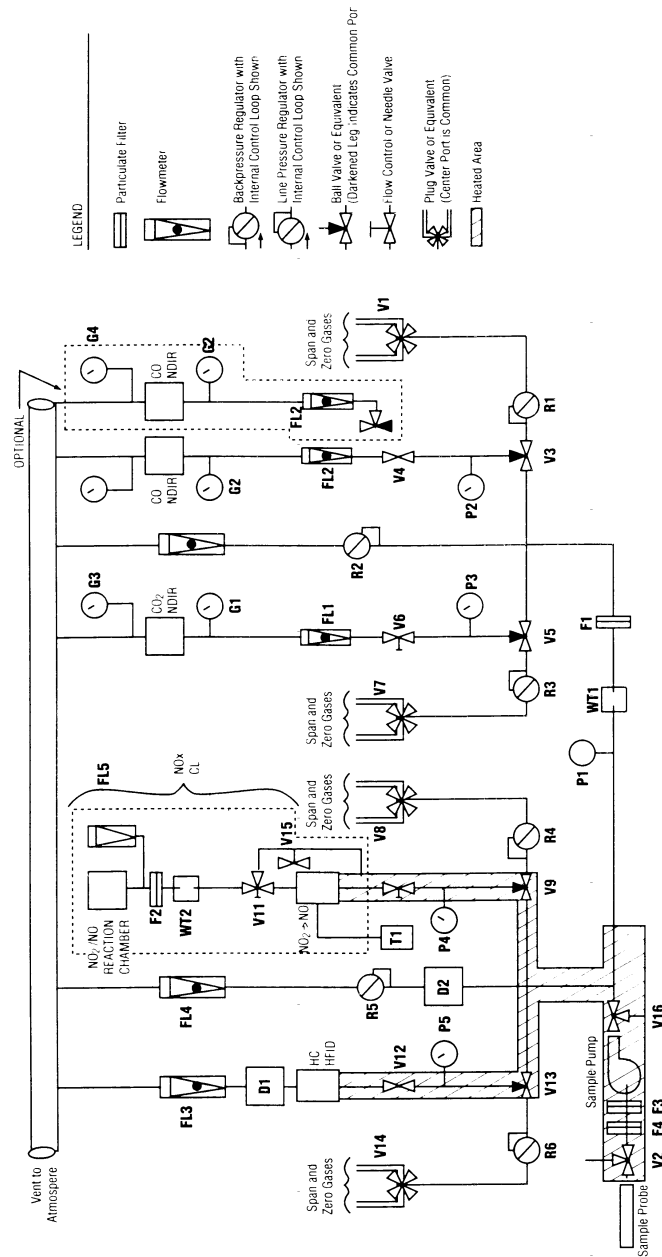 LEGEND
Particulate Filter
Flowmeter
Backpressure Regulator with
Internal Control Loop Shown
Line Pressure Regulator with
Internal Control Loop Shown
Ball Valve or Equivalent
(Darkened Leg indicates Common Por
Flow Control or Needle Valve
Plug Valve or Equivalent
(Center Port is Common)
Heated Area
Vent to
Atmospere
OPTIONAL
G4
CO
NDIR
G2
FL2
Span and
Zero Gases
V1
CO
NDIR
G2
FL2
V4
P2
V3
R1
R2
G3
CO2
NDIR
G1
FL1
V6
P3
V5
R3
F1
WT1
P1
Span and
Zero Gases
V7
Span and
Zero Gases
V8
R4
V9
FL5
NOx
CL
NO2/NO
REACTION
CHAMBER
F2
WT2
V11
V15
NO2→NO
T1
P4
FL4
R5
D2
FL3
D1
HC
HFID
V12
P5
V13
Span and
Zero Gases
V14
R6
Sample Pump
V16
F3
F4
V2
Sample Probe